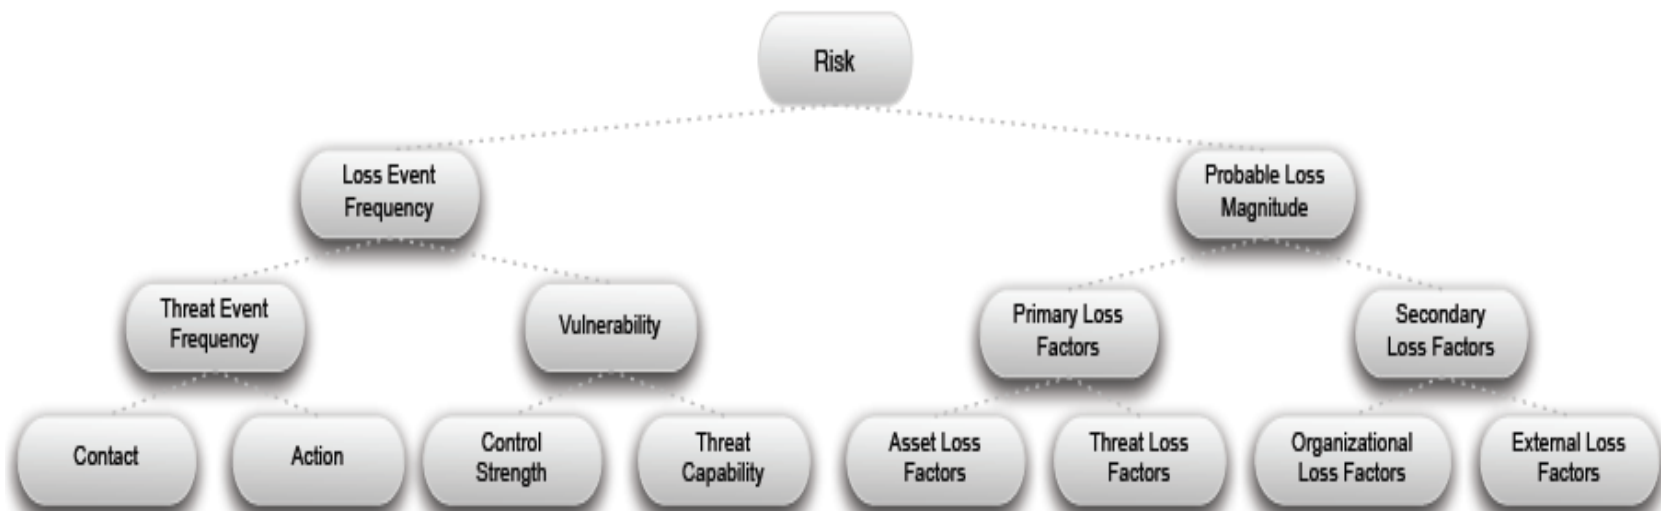 Risk
Loss Event
Frequency
Probable Loss
Magnitude
Threat Event
Frequency
Vulnerability
Primary Loss
Factors
Secondary
Loss Factors
Contact
Action
Control
Strength
Threat
Capability
Asset Loss
Factors
Threat Loss
Factors
Organizational
Loss Factors
External Loss
Factors